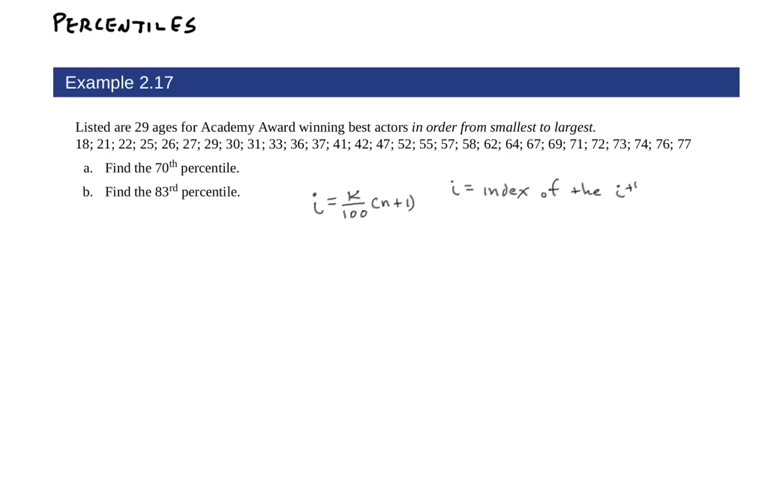 PERCENTILES
Example 2.17
Listed are 29 ages for Academy Award winning best actors in order from smallest to largest.
18; 21; 22; 25; 26; 27; 29; 30; 31; 33; 36; 37; 41; 42; 47; 52; 55; 57; 58; 62; 64; 67; 69; 71; 72; 73; 74; 76; 77
a. Find the 70th percentile.
b. Find the 83rd percentile.
i = K/100 (n+1) i = index of the i